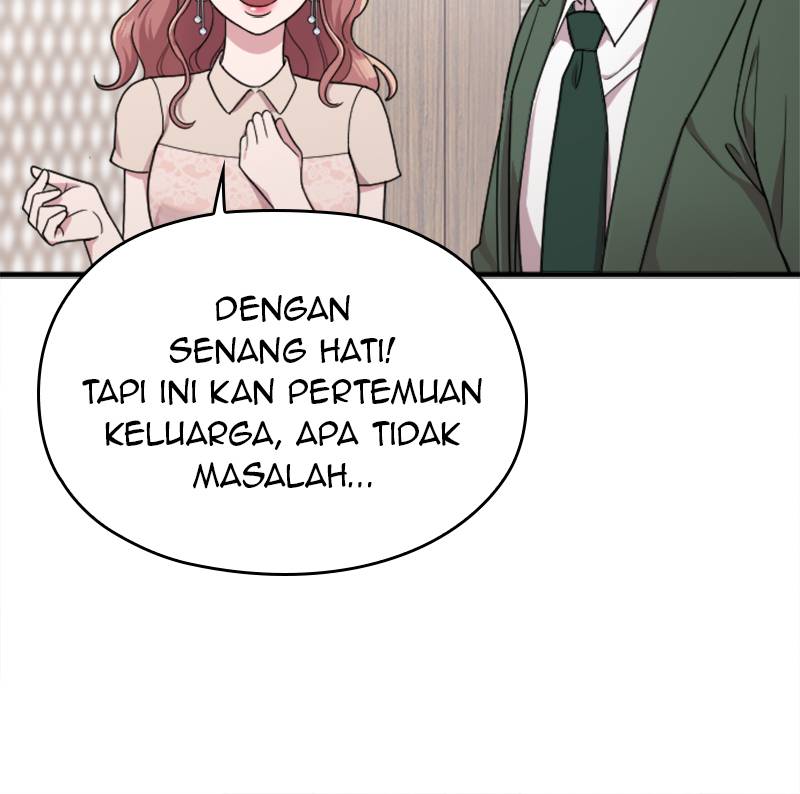 DENGAN
SENANG HATI!
TAPI INI KAN PERTEMUAN
KELUARGA, APA TIDAK
MASALAH...